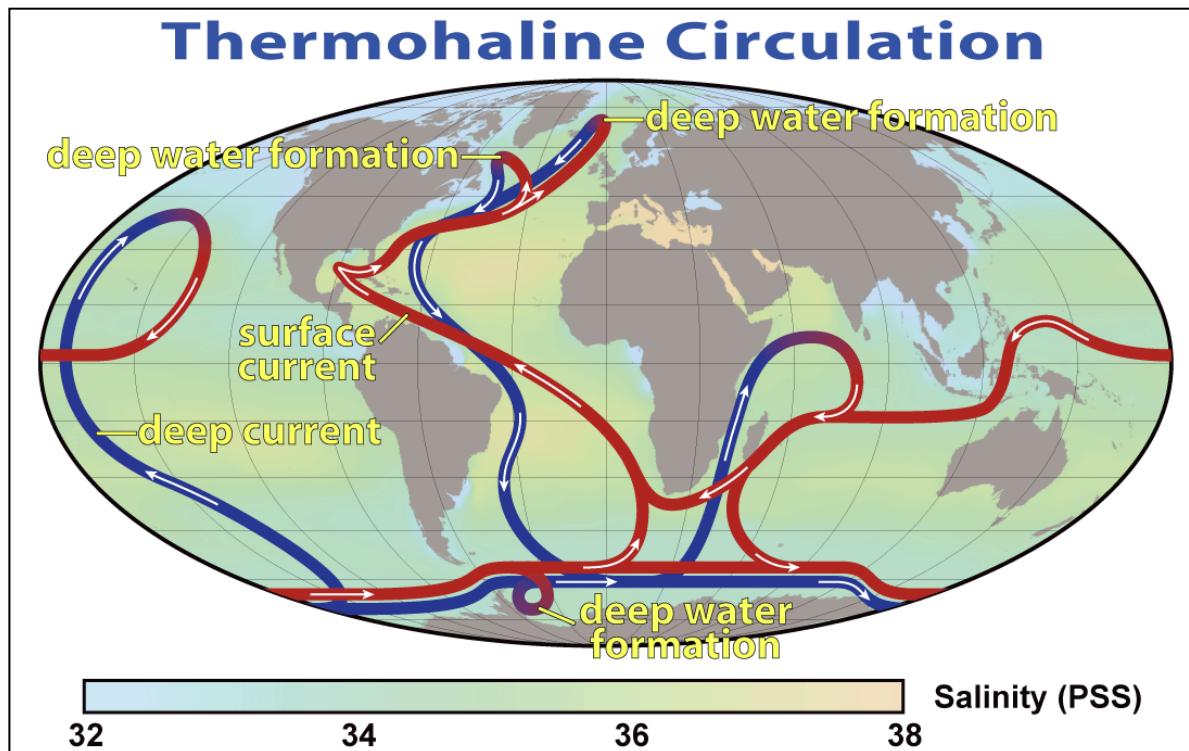 Thermohaline Circulation
deep water formation
deep water formation
surface
current
deep current
deep water
formation
Salinity (PSS)
32 34 36 38